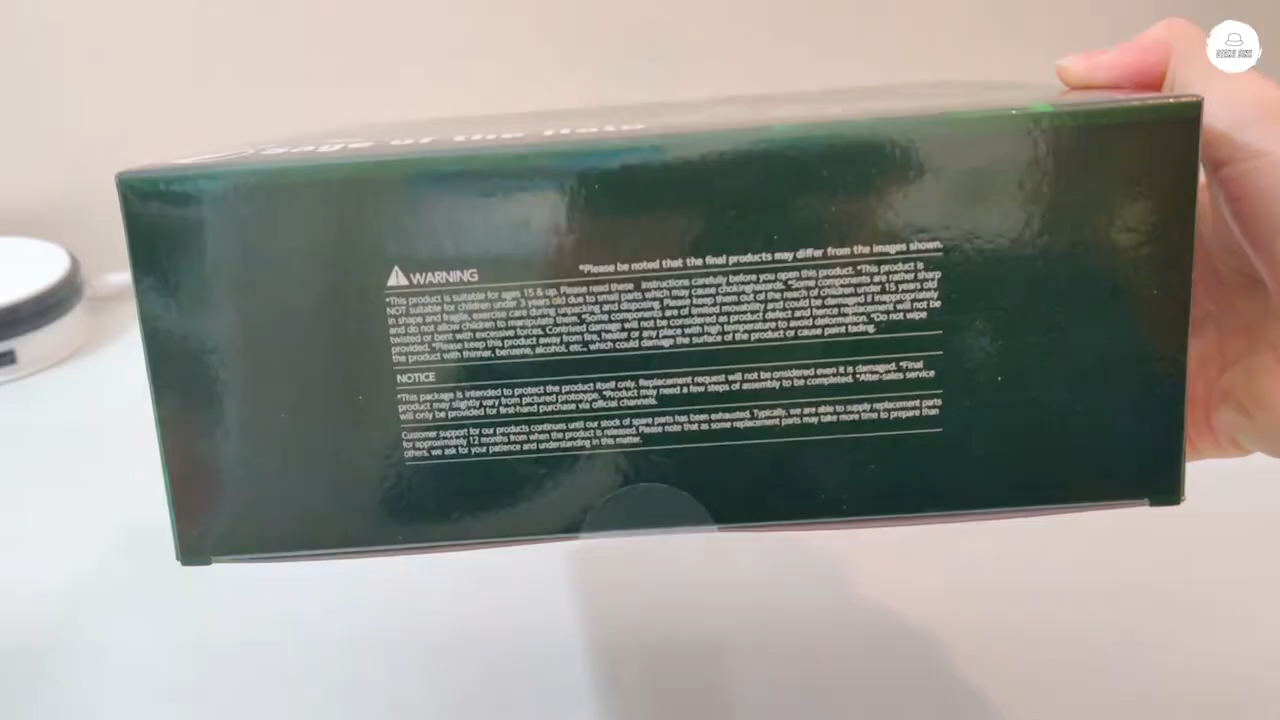 *Please be noted that the final products may differ from the images shown.
WARNING
*This product is suitable for ages 15 & up. Please read these instructions carefully before you open this product. *This product is
NOT suitable for children under 3 years old due to small parts which may cause chokinghazards. *Some components are rather sharp
in shape and fragile, exercise care during unpacking and disposing. Please keep them out of the reach of children under 15 years old
and do not allow children to manipulate them. *Some components are of limited movability and could be damaged if inappropriately
twisted or bent with excessive forces. Contrived damage will not be considered as product defect and hence replacement will not be
provided. *Please keep this product away from fire, heater or any place with high temperature to avoid deformation. *Do not wipe
the product with thinner, benzene, alcohol, etc., which could damage the surface of the product or cause paint fading.
NOTICE
*This package is intended to protect the product itself only. Replacement request will not be onsidered even it is damaged. *Final
product may slightly vary from pictured prototype. *Product may need a few steps of assembly to be completed. *After-sales service
will only be provided for first-hand purchase via official channels.
Customer support for our products continues until our stock of spare parts has been exhausted. Typically, we are able to supply replacement parts
for approximately 12 months from when the product is released. Please note that as some replacement parts may take more time to prepare than
others, we ask for your patience and understanding in this matter.